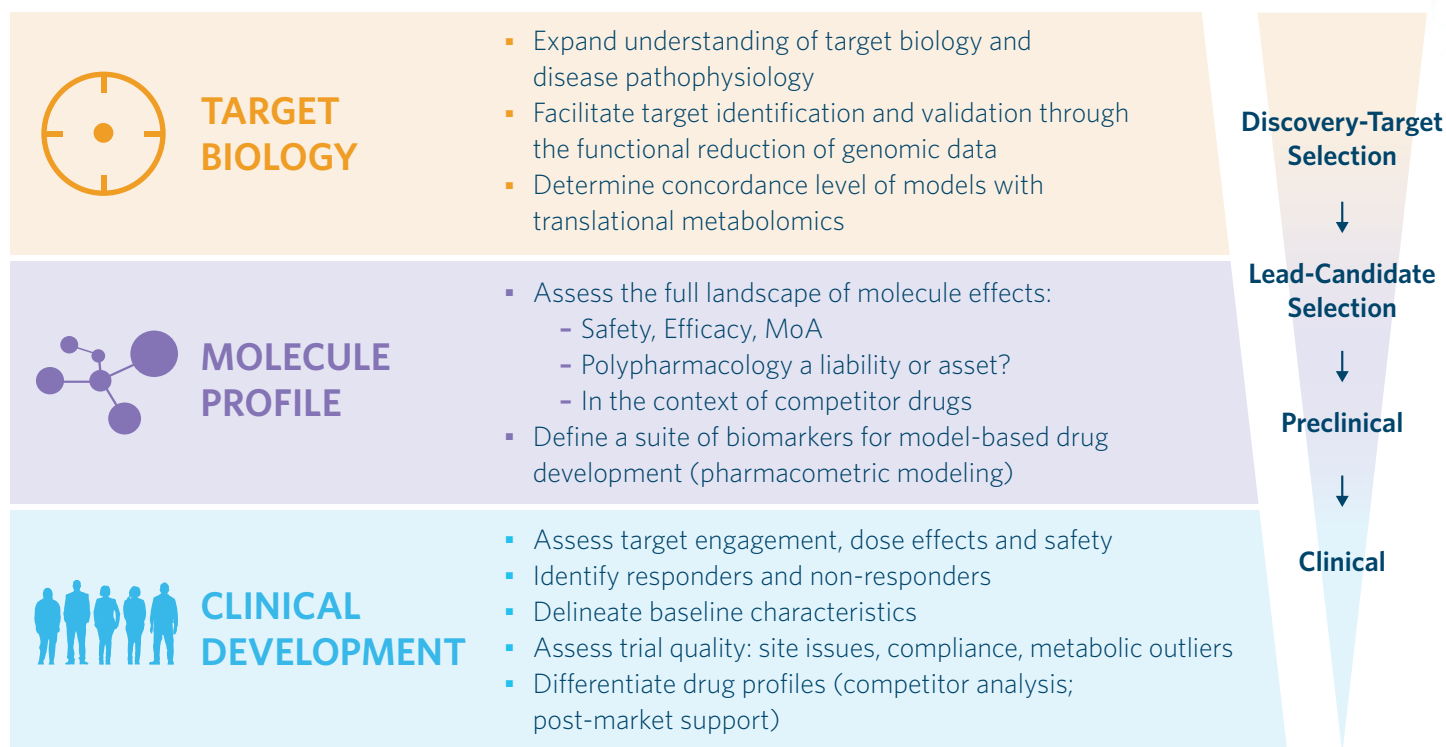 TARGET
BIOLOGY
▪ Expand understanding of target biology and
disease pathophysiology
▪ Facilitate target identification and validation through
the functional reduction of genomic data
▪ Determine concordance level of models with
translational metabolomics
MOLECULE
PROFILE
▪ Assess the full landscape of molecule effects:
– Safety, Efficacy, MoA
– Polypharmacology a liability or asset?
– In the context of competitor drugs
▪ Define a suite of biomarkers for model-based drug
development (pharmacometric modeling)
CLINICAL
DEVELOPMENT
▪ Assess target engagement, dose effects and safety
▪ Identify responders and non-responders
▪ Delineate baseline characteristics
▪ Assess trial quality: site issues, compliance, metabolic outliers
▪ Differentiate drug profiles (competitor analysis;
post-market support)
Discovery-Target
Selection
↓
Lead-Candidate
Selection
↓
Preclinical
↓
Clinical